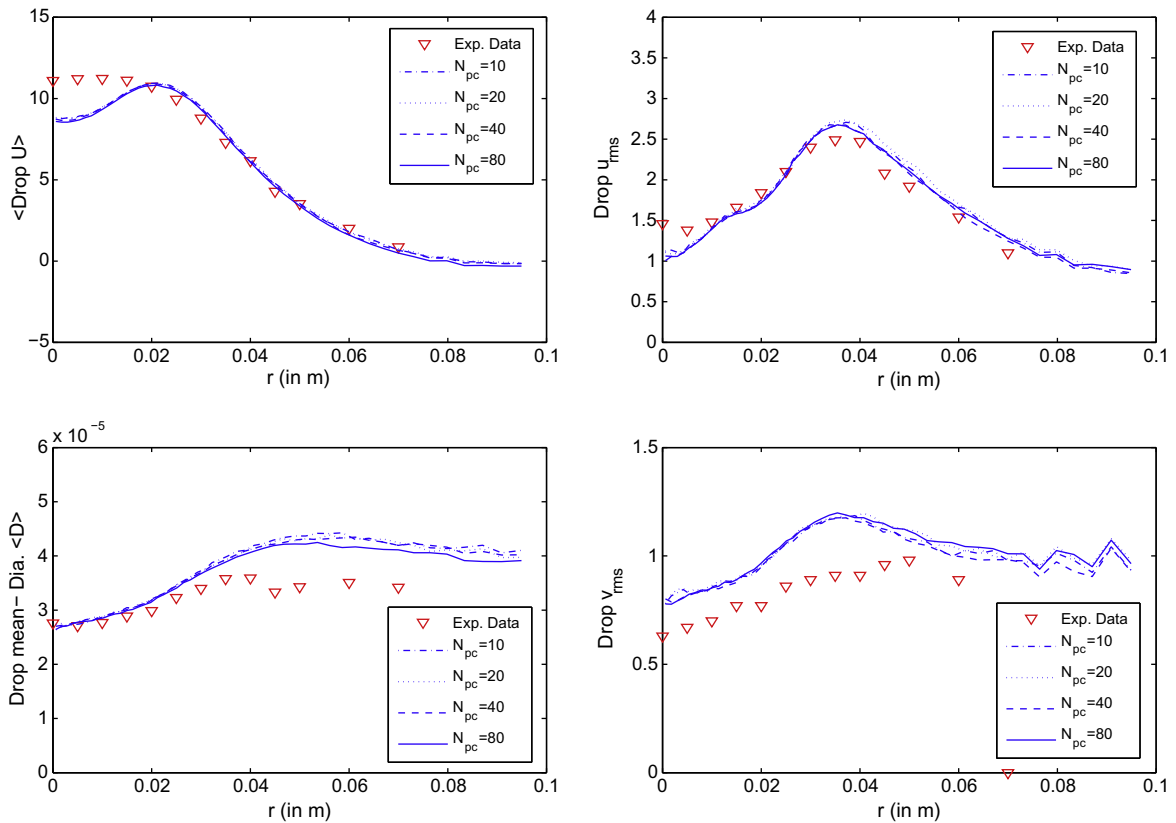 15
10
5
0
−5
<Drop U>
Exp. Data
N_pc=10
N_pc=20
N_pc=40
N_pc=80
0 0.02 0.04 0.06 0.08 0.1
r (in m)
4
3.5
3
2.5
2
1.5
1
0.5
0
Drop u_rms
Exp. Data
N_pc=10
N_pc=20
N_pc=40
N_pc=80
0 0.02 0.04 0.06 0.08 0.1
r (in m)
x 10^−5
6
5
4
3
2
1
0
Drop mean− Dia. <D>
Exp. Data
N_pc=10
N_pc=20
N_pc=40
N_pc=80
0 0.02 0.04 0.06 0.08 0.1
r (in m)
1.5
1
0.5
0
Drop v_rms
Exp. Data
N_pc=10
N_pc=20
N_pc=40
N_pc=80
0 0.02 0.04 0.06 0.08 0.1
r (in m)